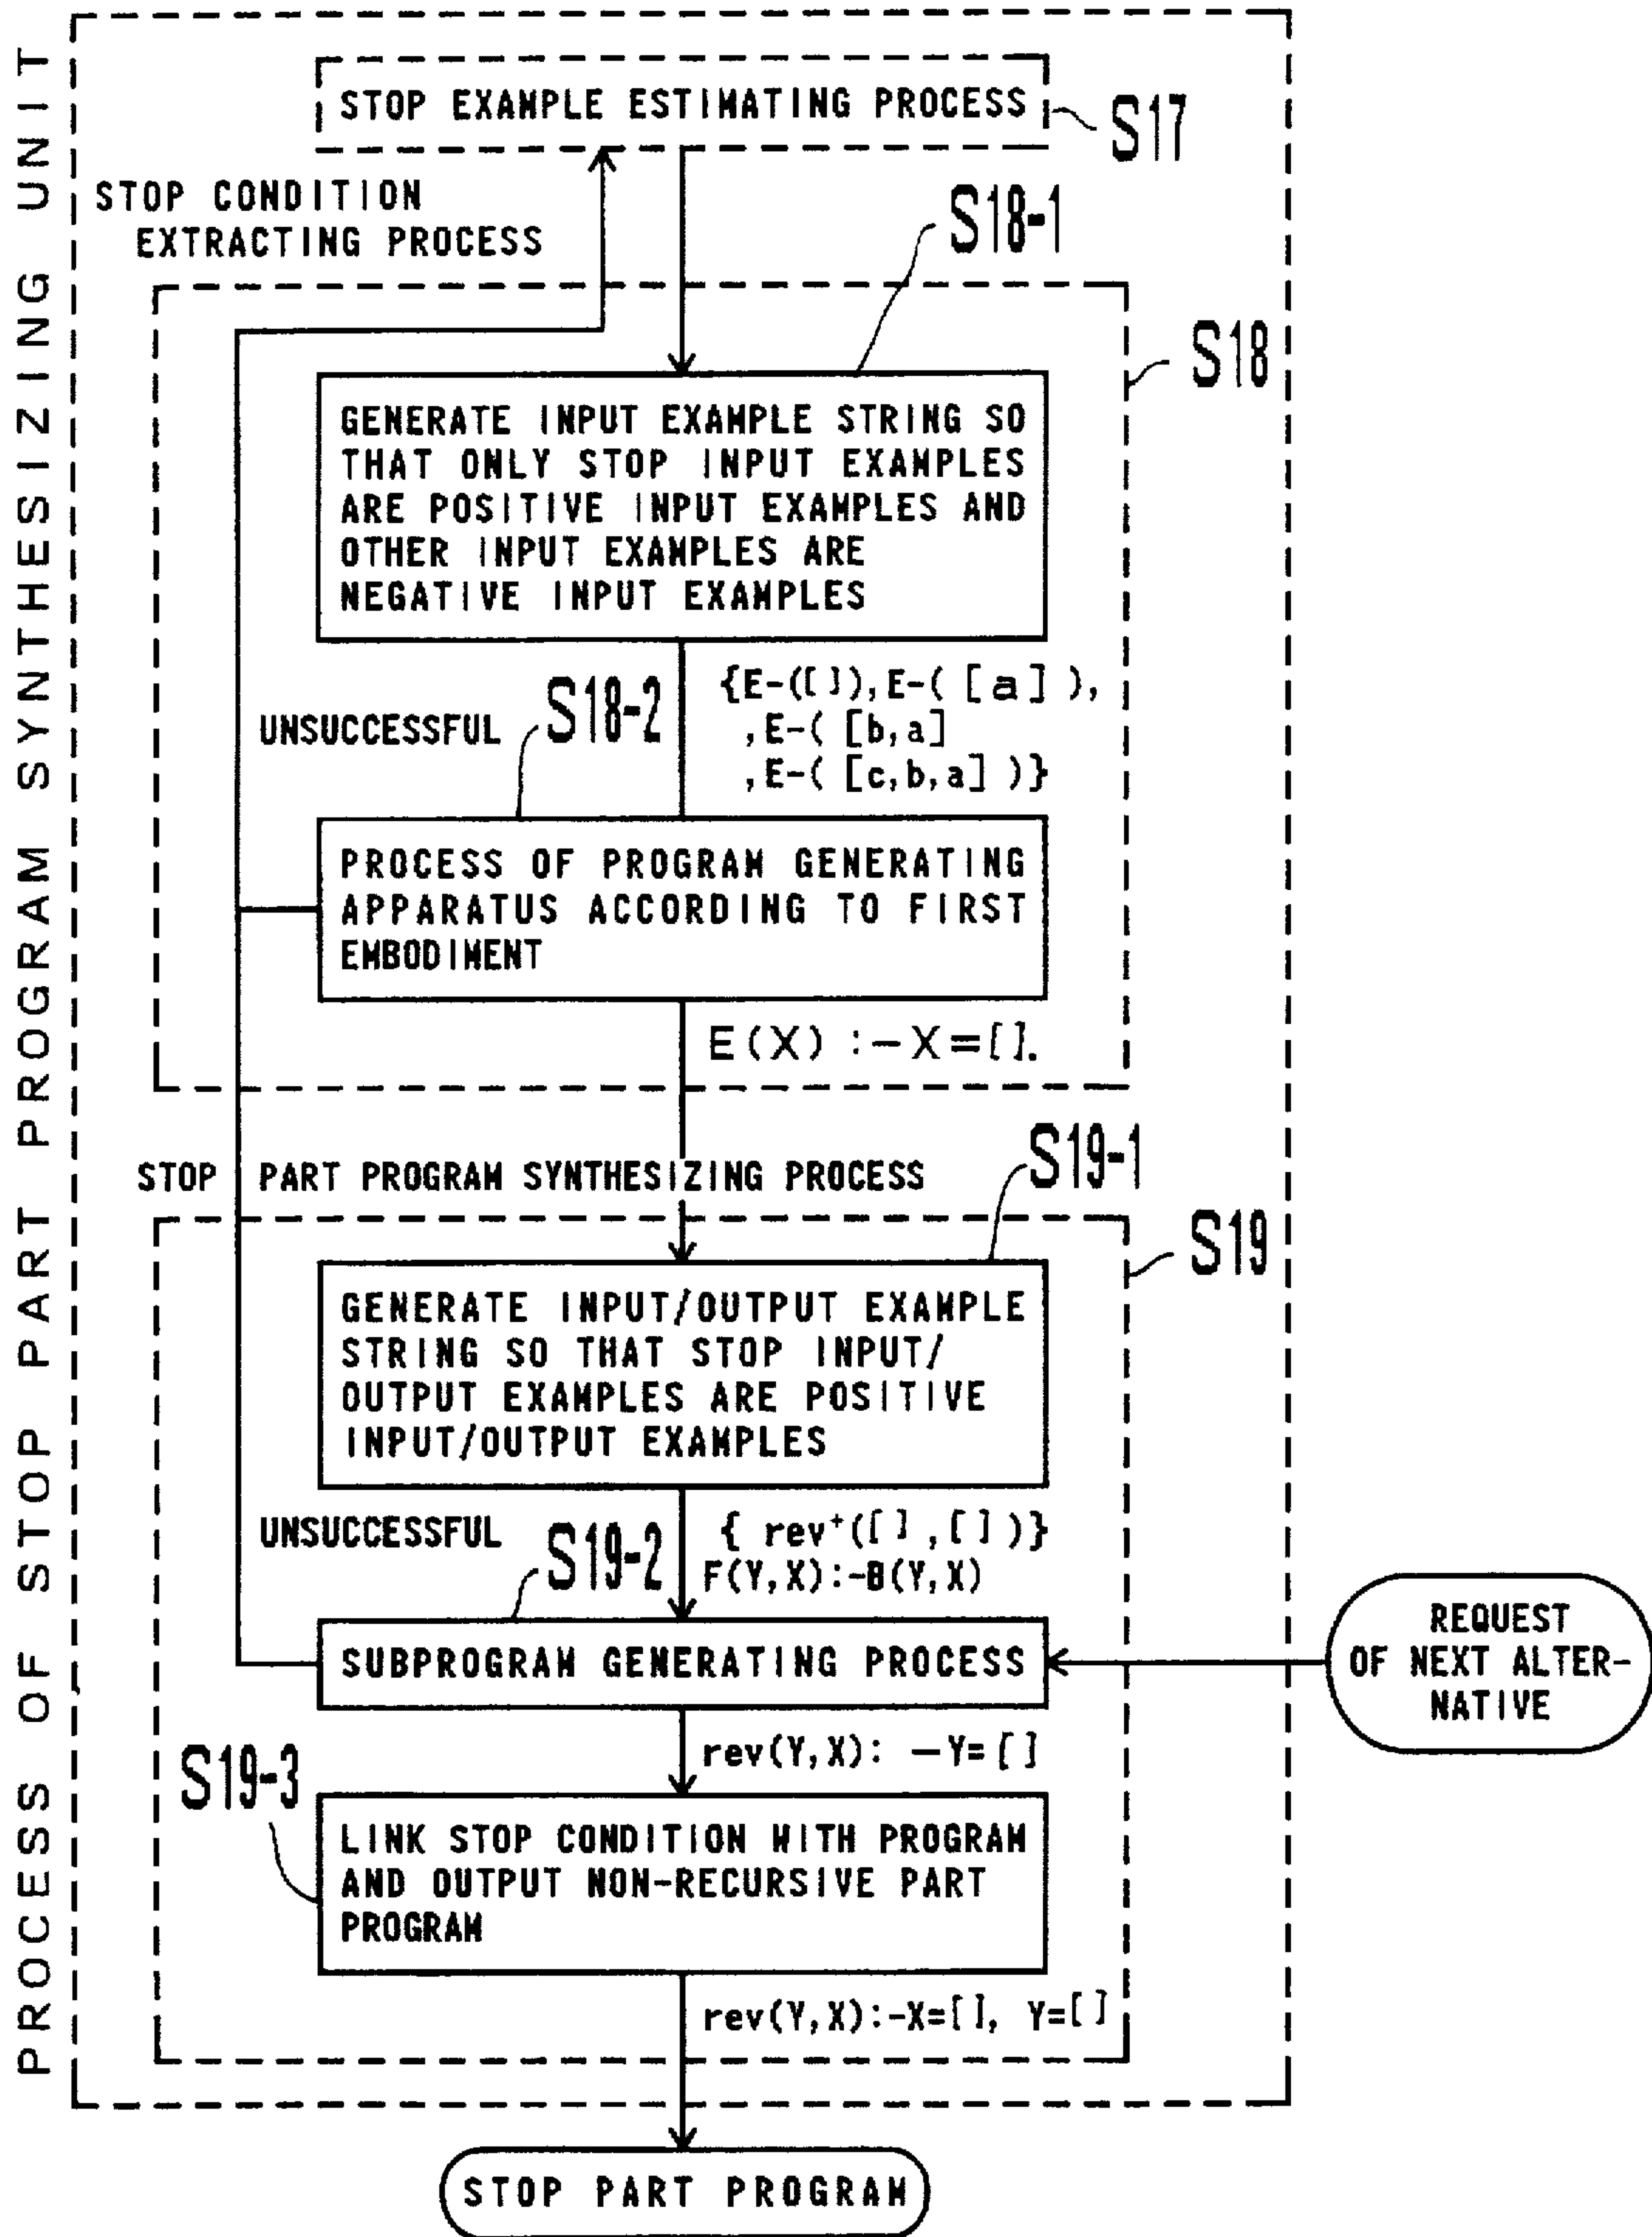 PROCESS OF STOP PART PROGRAM SYNTHESIZING UNIT
STOP EXAMPLE ESTIMATING PROCESS
S17
STOP CONDITION
EXTRACTING PROCESS
S18-1
S18
GENERATE INPUT EXAMPLE STRING SO
THAT ONLY STOP INPUT EXAMPLES
ARE POSITIVE INPUT EXAMPLES AND
OTHER INPUT EXAMPLES ARE
NEGATIVE INPUT EXAMPLES
UNSUCCESSFUL
S18-2
{E-([]),E-([a]),
,E-([b,a]
,E-([c,b,a])}
PROCESS OF PROGRAM GENERATING
APPARATUS ACCORDING TO FIRST
EMBODIMENT
E(X):-X=[].
STOP PART PROGRAM SYNTHESIZING PROCESS
S19-1
S19
GENERATE INPUT/OUTPUT EXAMPLE
STRING SO THAT STOP INPUT/
OUTPUT EXAMPLES ARE POSITIVE
INPUT/OUTPUT EXAMPLES
UNSUCCESSFUL
S19-2
{ rev+([],[])}
F(Y,X):-B(Y,X)
SUBPROGRAM GENERATING PROCESS
REQUEST
OF NEXT ALTER-
NATIVE
rev(Y,X): -Y=[]
S19-3
LINK STOP CONDITION WITH PROGRAM
AND OUTPUT NON-RECURSIVE PART
PROGRAM
rev(Y,X):-X=[], Y=[]
STOP PART PROGRAM